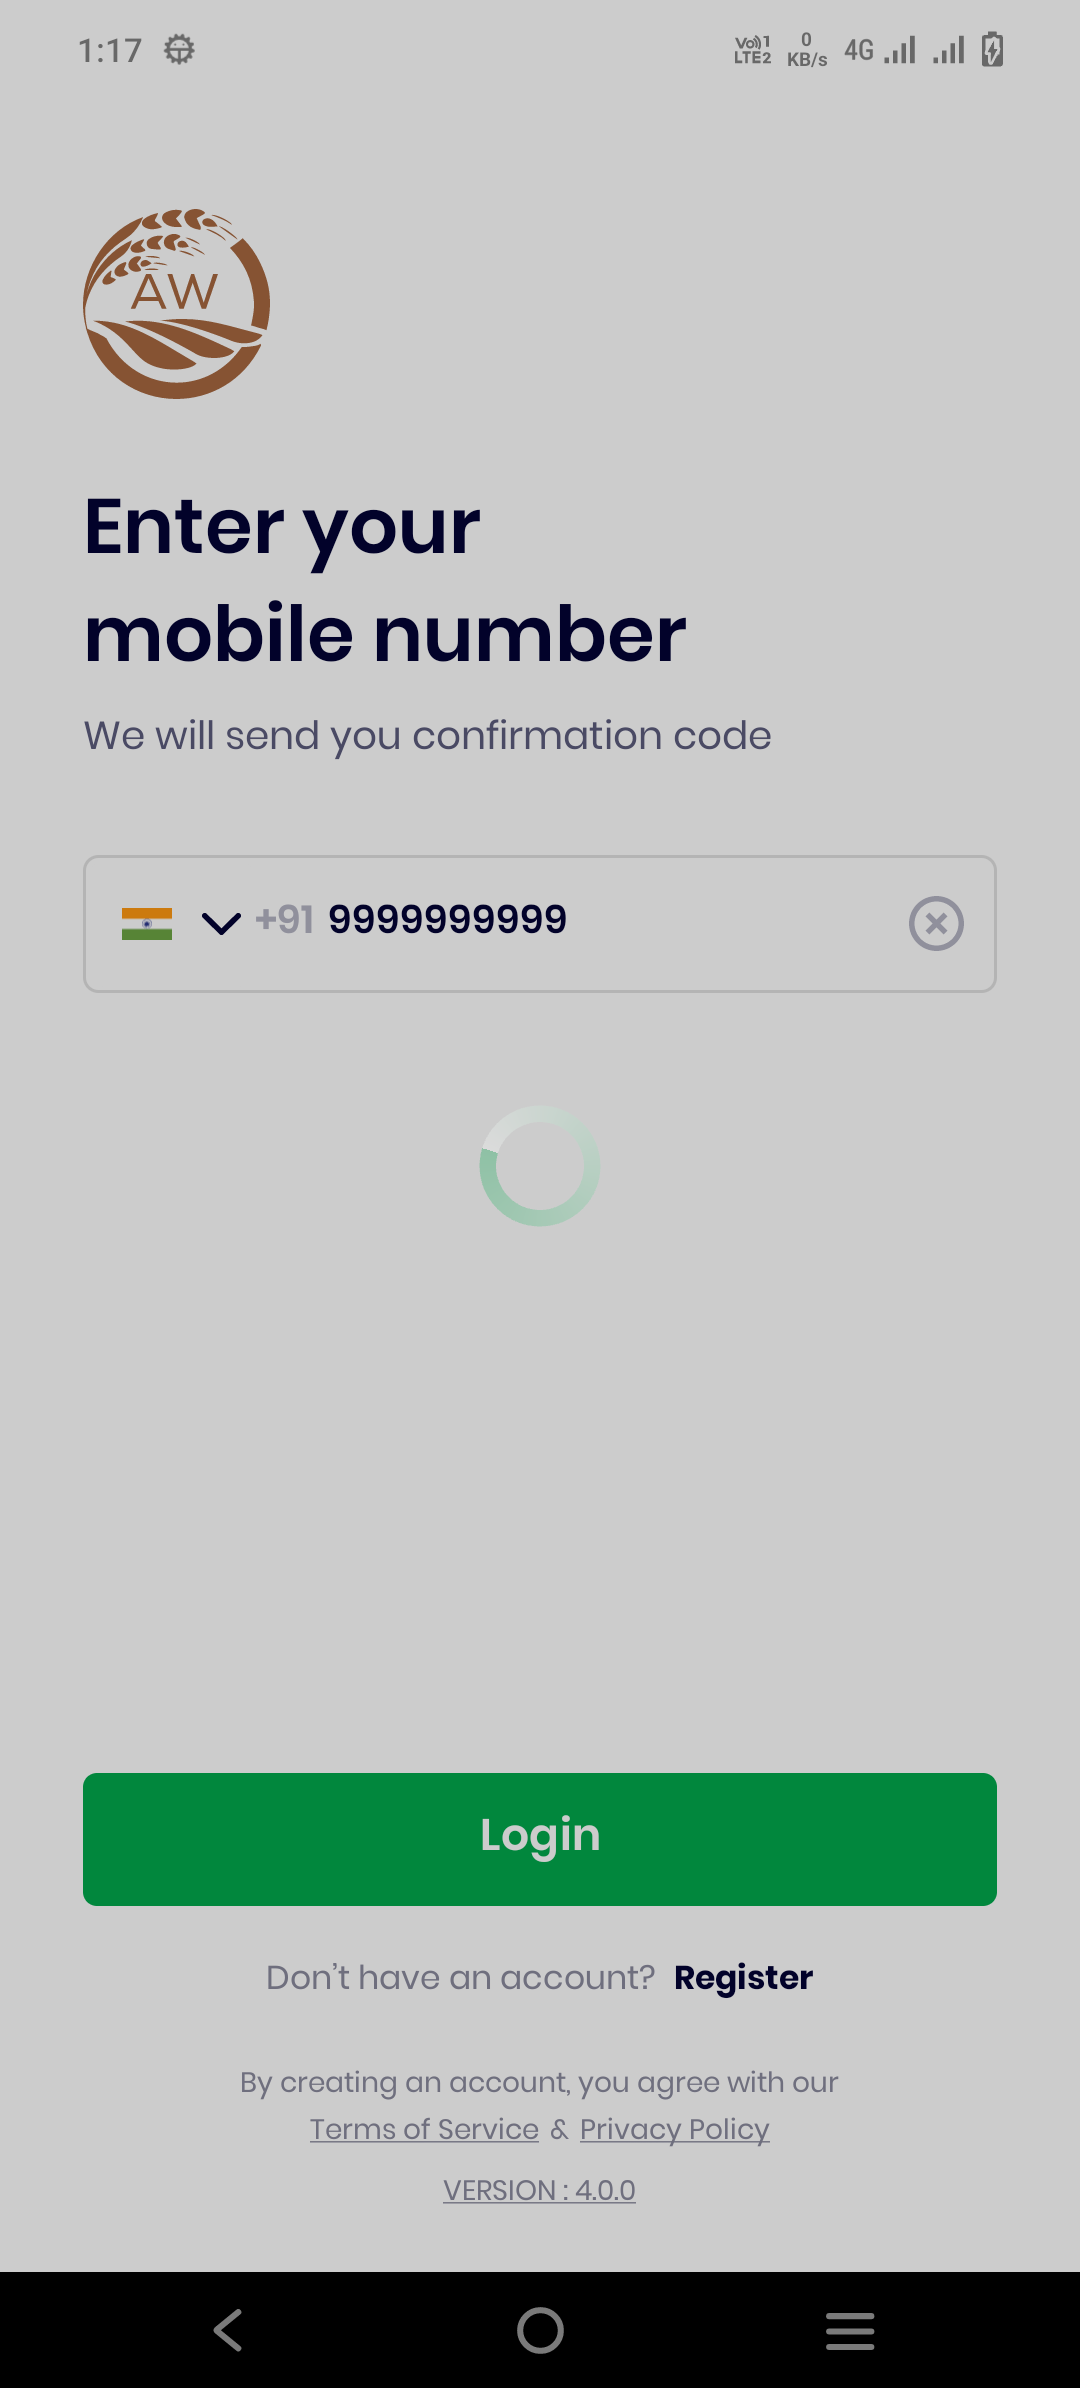 1:17
Vo)) 1
LTE2
0
KB/s
4G
AW
Enter your
mobile number
We will send you confirmation code
+91 9999999999
Login
Don't have an account? Register
By creating an account, you agree with our
Terms of Service & Privacy Policy
VERSION : 4.0.0